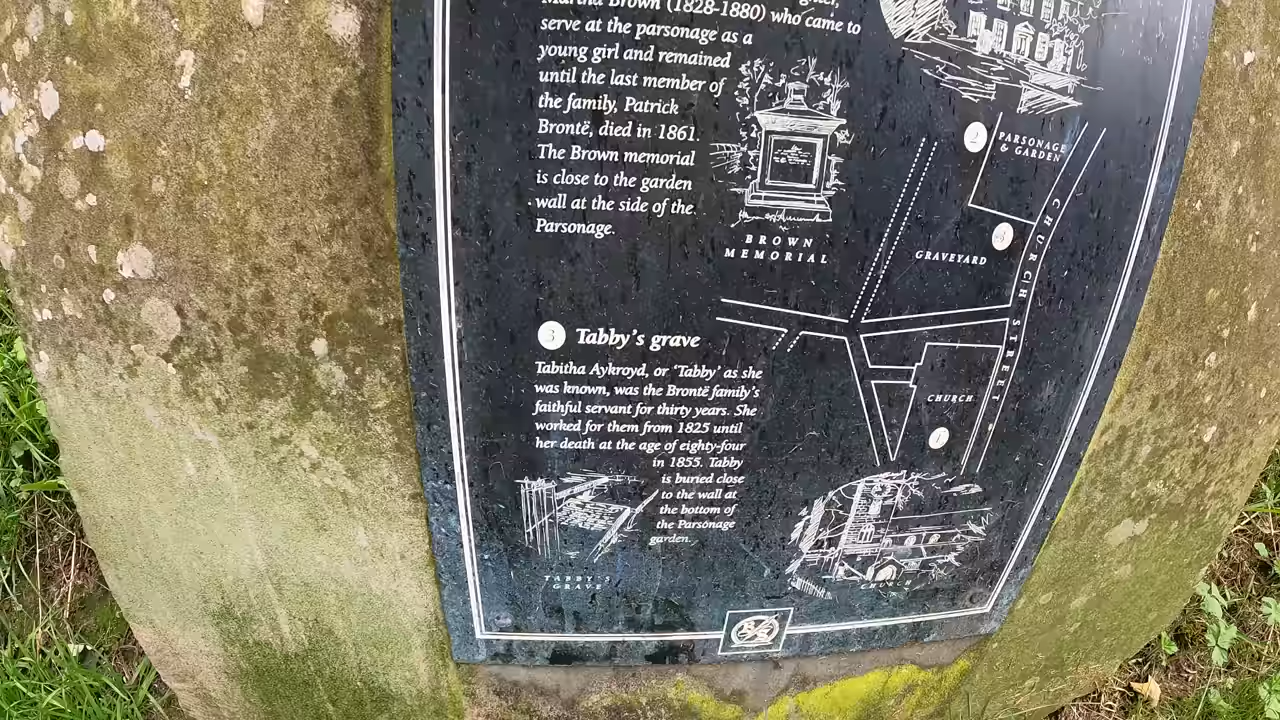 Martha Brown (1828-1880) who came to
serve at the parsonage as a
young girl and remained
until the last member of
the family, Patrick
Brontë, died in 1861.
The Brown memorial
is close to the garden
wall at the side of the
Parsonage.
BROWN
MEMORIAL
2
PARSONAGE
& GARDEN
CHURCH STREET
GRAVEYARD
CHURCH
1
3 Tabby's grave
Tabitha Aykroyd, or 'Tabby' as she
was known, was the Brontë family's
faithful servant for thirty years. She
worked for them from 1825 until
her death at the age of eighty-four
in 1855. Tabby
is buried close
to the wall at
the bottom of
the Parsonage
garden.
TABBY'S
GRAVE
CHURCH